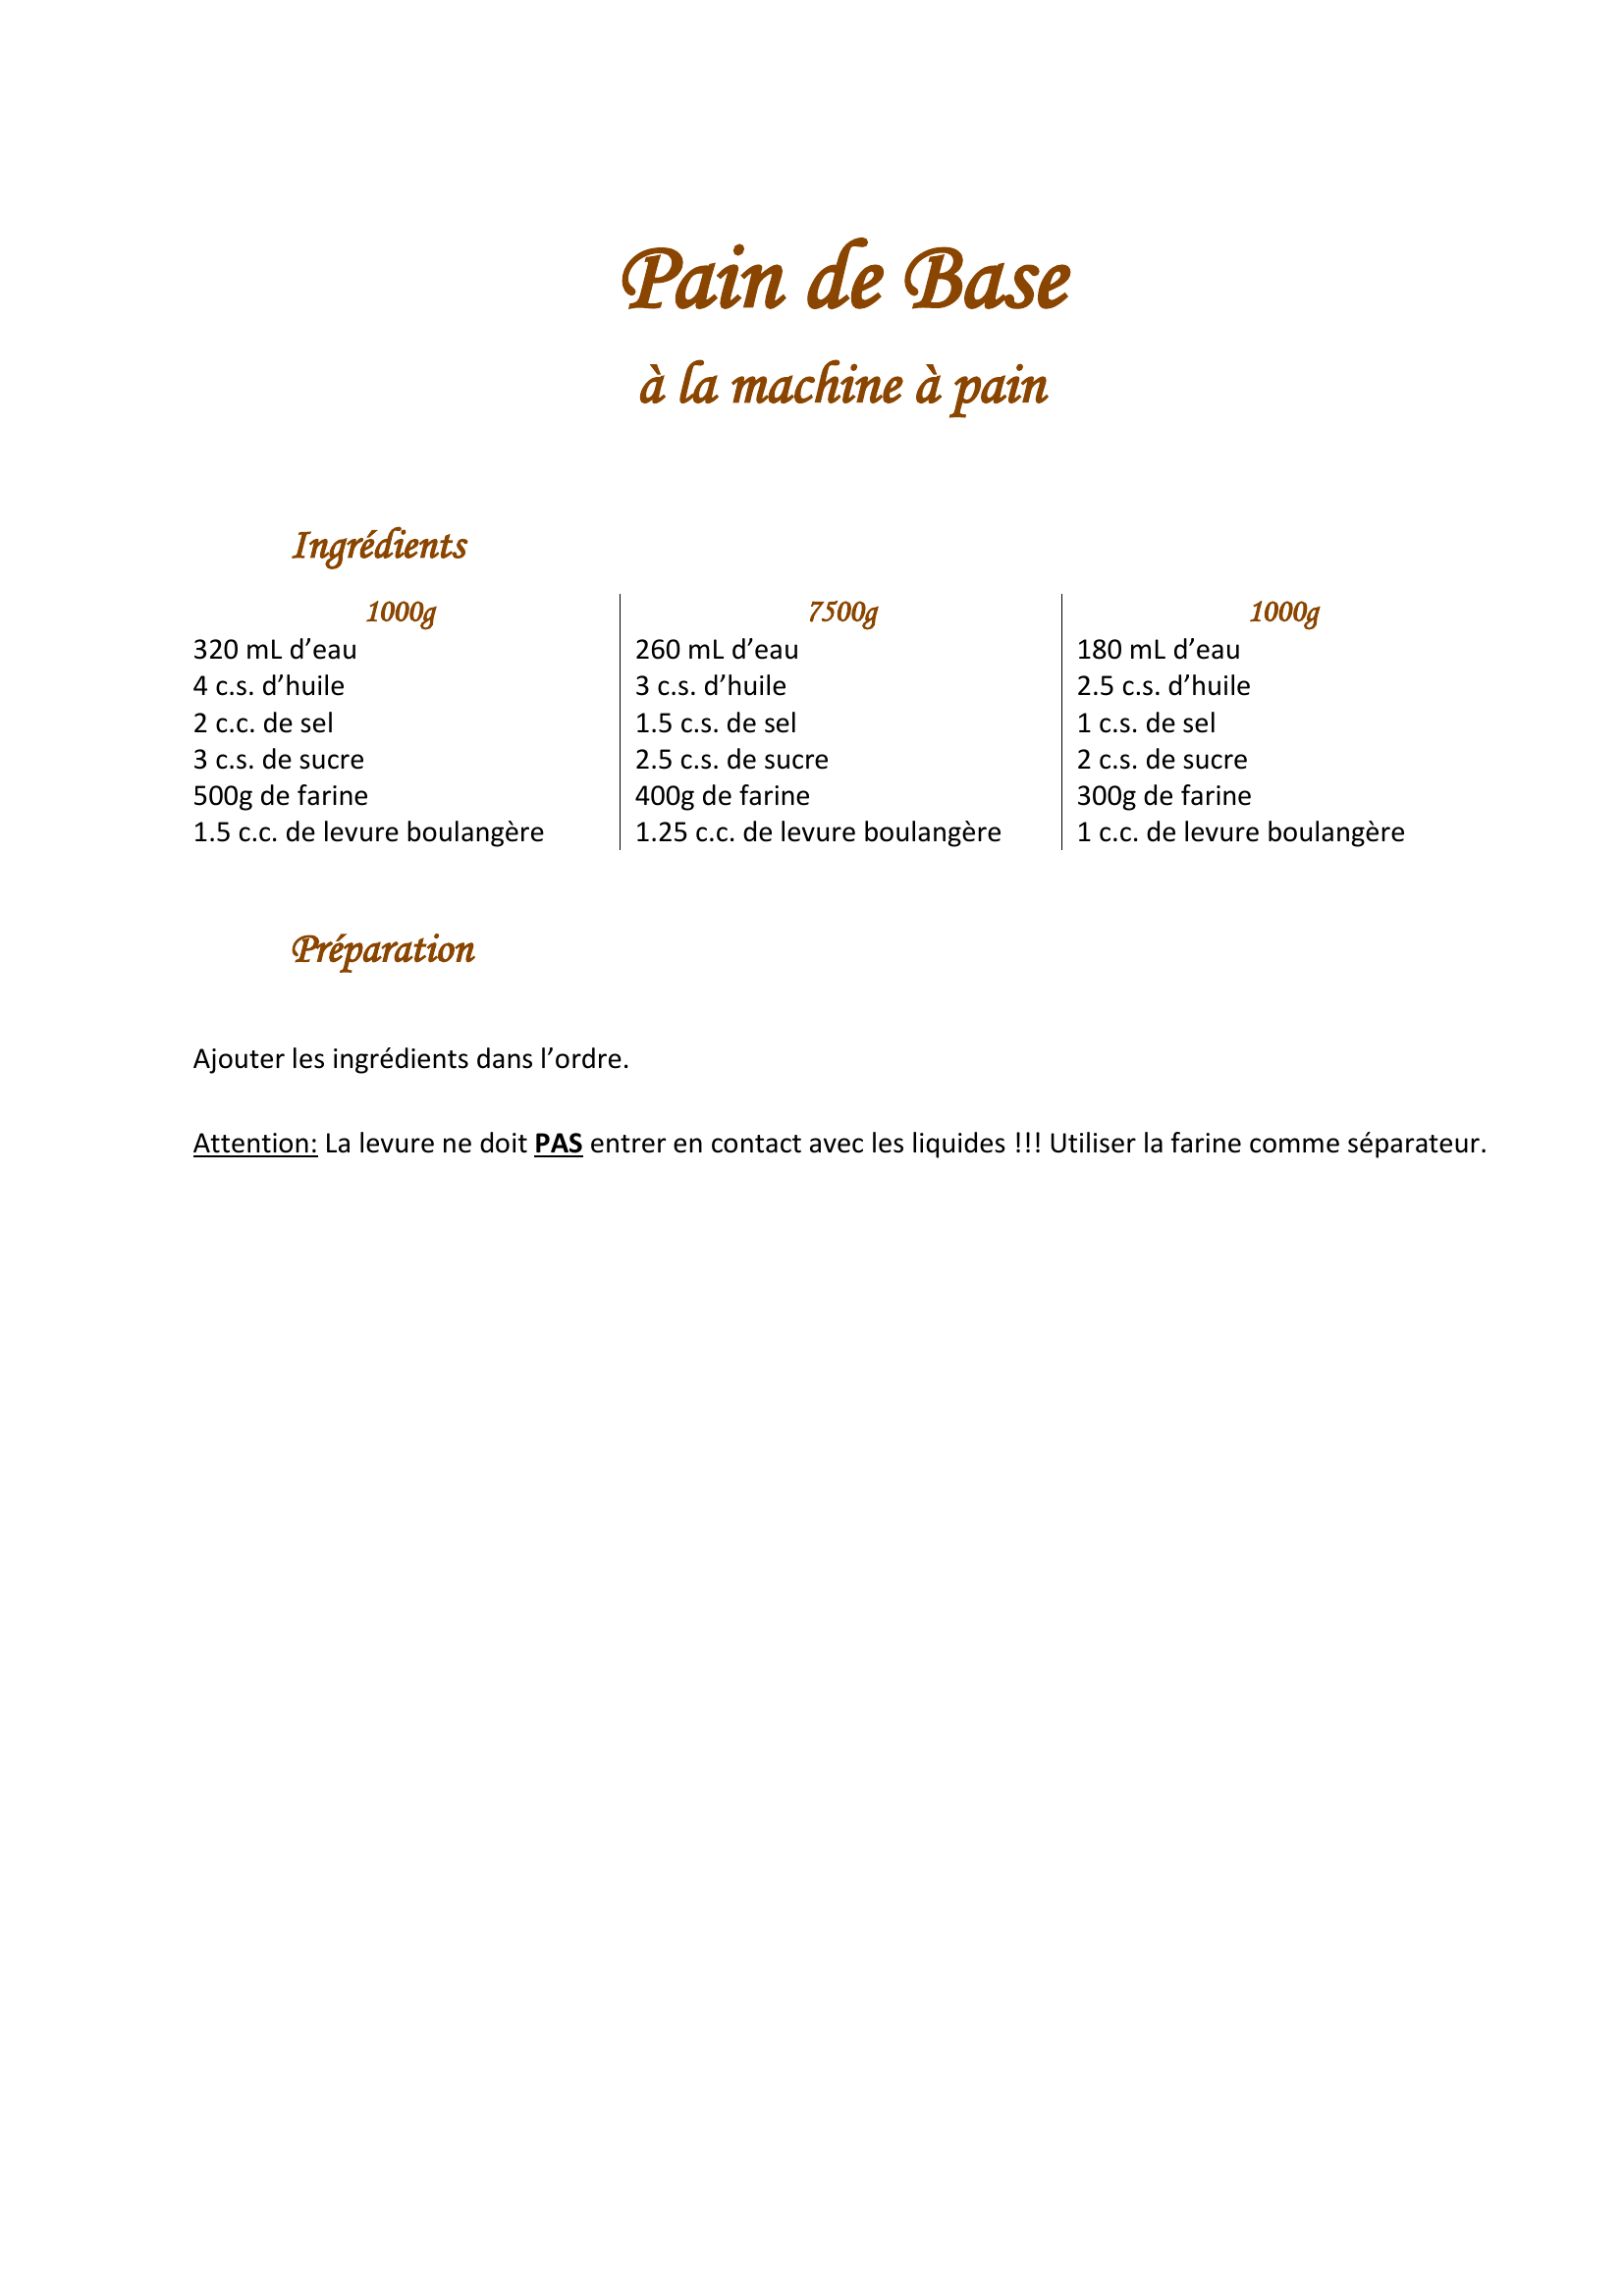 Pain de Base
à la machine à pain
Ingrédients
1000g
320 mL d’eau
4 c.s. d’huile
2 c.c. de sel
3 c.s. de sucre
500g de farine
1.5 c.c. de levure boulangère
7500g
260 mL d’eau
3 c.s. d’huile
1.5 c.s. de sel
2.5 c.s. de sucre
400g de farine
1.25 c.c. de levure boulangère
1000g
180 mL d’eau
2.5 c.s. d’huile
1 c.s. de sel
2 c.s. de sucre
300g de farine
1 c.c. de levure boulangère
Préparation
Ajouter les ingrédients dans l’ordre.
Attention: La levure ne doit PAS entrer en contact avec les liquides !!! Utiliser la farine comme séparateur.